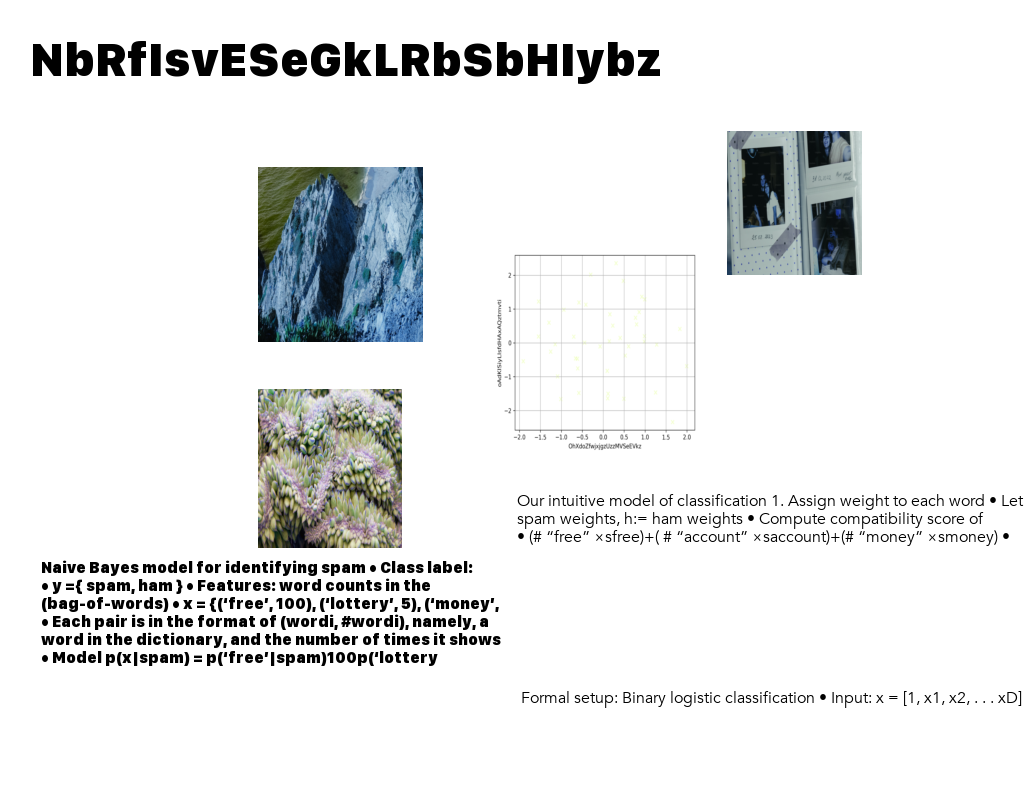 NbRfIsvESeGkLRbSbHIybz
2
1
0
−1
−2
−2.0 −1.5 −1.0 −0.5 0.0 0.5 1.0 1.5 2.0
Our intuitive model of classification 1. Assign weight to each word • Let
spam weights, h:= ham weights • Compute compatibility score of
• (# “free” ×sfree)+( # “account” ×saccount)+(# “money” ×smoney) •
Naive Bayes model for identifying spam • Class label:
• y ={ spam, ham } • Features: word counts in the
(bag-of-words) • x = {(‘free’, 100), (‘lottery’, 5), (‘money’,
• Each pair is in the format of (wordi, #wordi), namely, a
word in the dictionary, and the number of times it shows
• Model p(x|spam) = p(‘free’|spam)100p(‘lottery
Formal setup: Binary logistic classification • Input: x = [1, x1, x2, . . . xD]